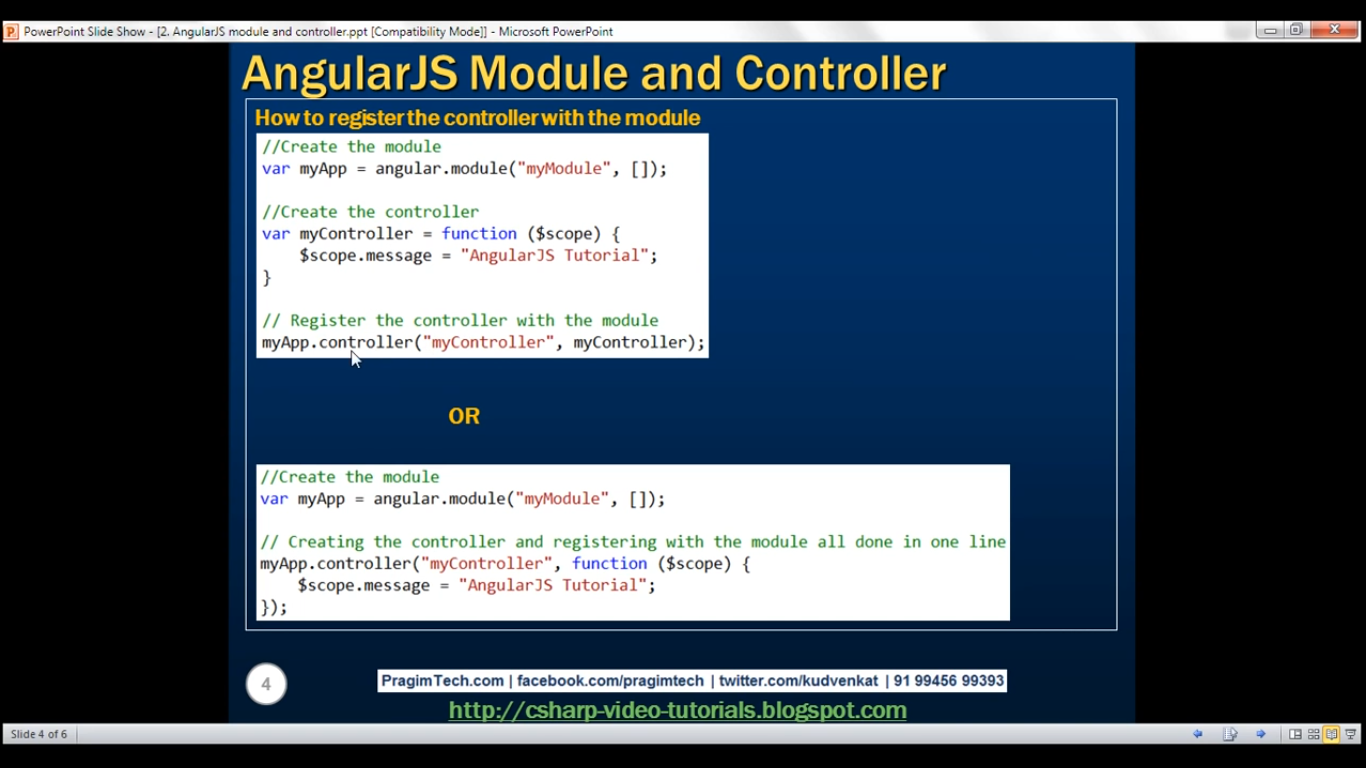 PowerPoint Slide Show - [2. AngularJS module and controller.ppt [Compatibility Mode]] - Microsoft PowerPoint
AngularJS Module and Controller
How to register the controller with the module
//Create the module
var myApp = angular.module("myModule", []);
//Create the controller
var myController = function ($scope) {
    $scope.message = "AngularJS Tutorial";
}
// Register the controller with the module
myApp.controller("myController", myController);
OR
//Create the module
var myApp = angular.module("myModule", []);
// Creating the controller and registering with the module all done in one line
myApp.controller("myController", function ($scope) {
    $scope.message = "AngularJS Tutorial";
});
4
PragimTech.com | facebook.com/pragimtech | twitter.com/kudvenkat | 91 99456 99393
http://csharp-video-tutorials.blogspot.com
Slide 4 of 6